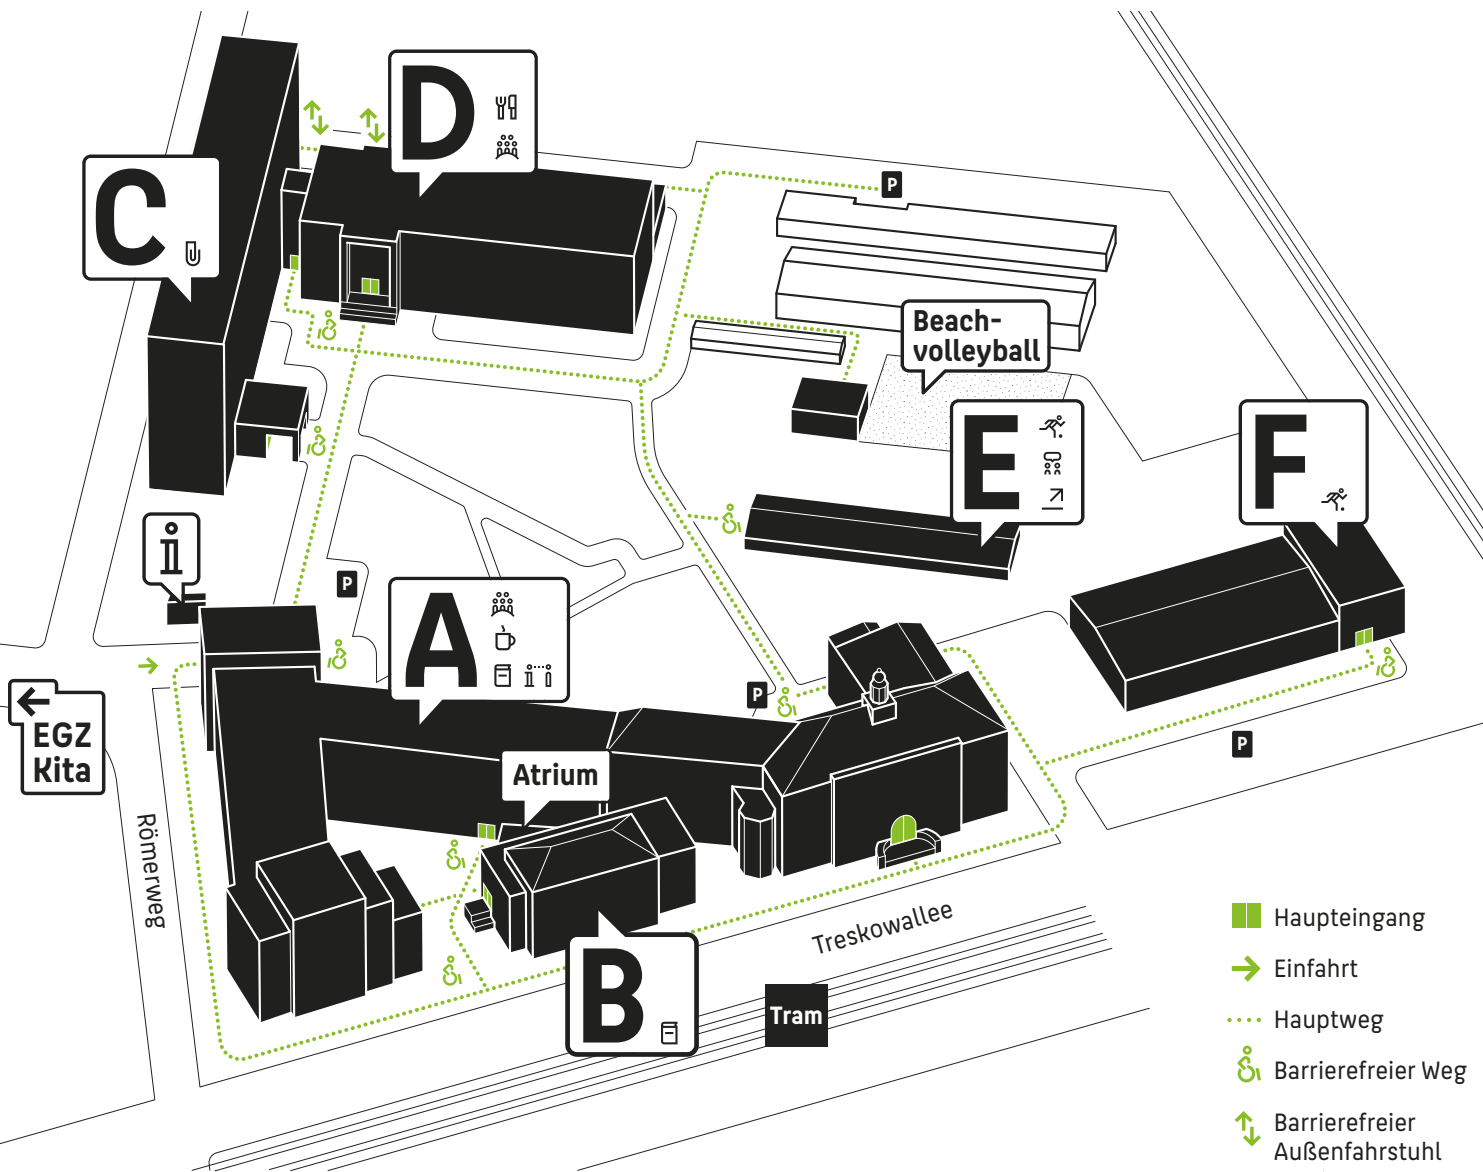 D
C
P
Beach-
volleyball
E
F
i
P
A
P
EGZ
Kita
Atrium
P
Römerweg
Treskowallee
B
Tram
Haupteingang
Einfahrt
Hauptweg
Barrierefreier Weg
Barrierefreier
Außenfahrstuhl